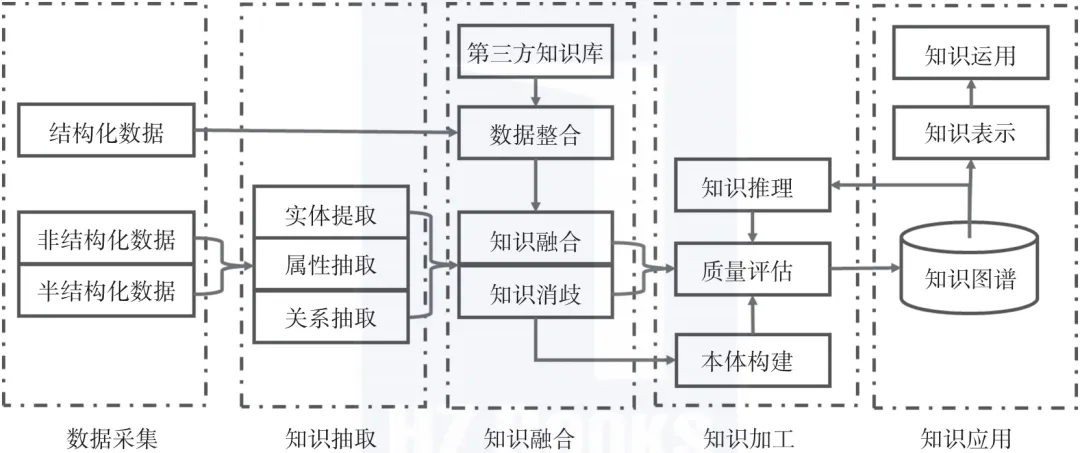 结构化数据
非结构化数据
半结构化数据
数据采集
实体提取
属性抽取
关系抽取
知识抽取
第三方知识库
数据整合
知识融合
知识消歧
知识融合
知识推理
质量评估
本体构建
知识加工
知识运用
知识表示
知识图谱
知识应用